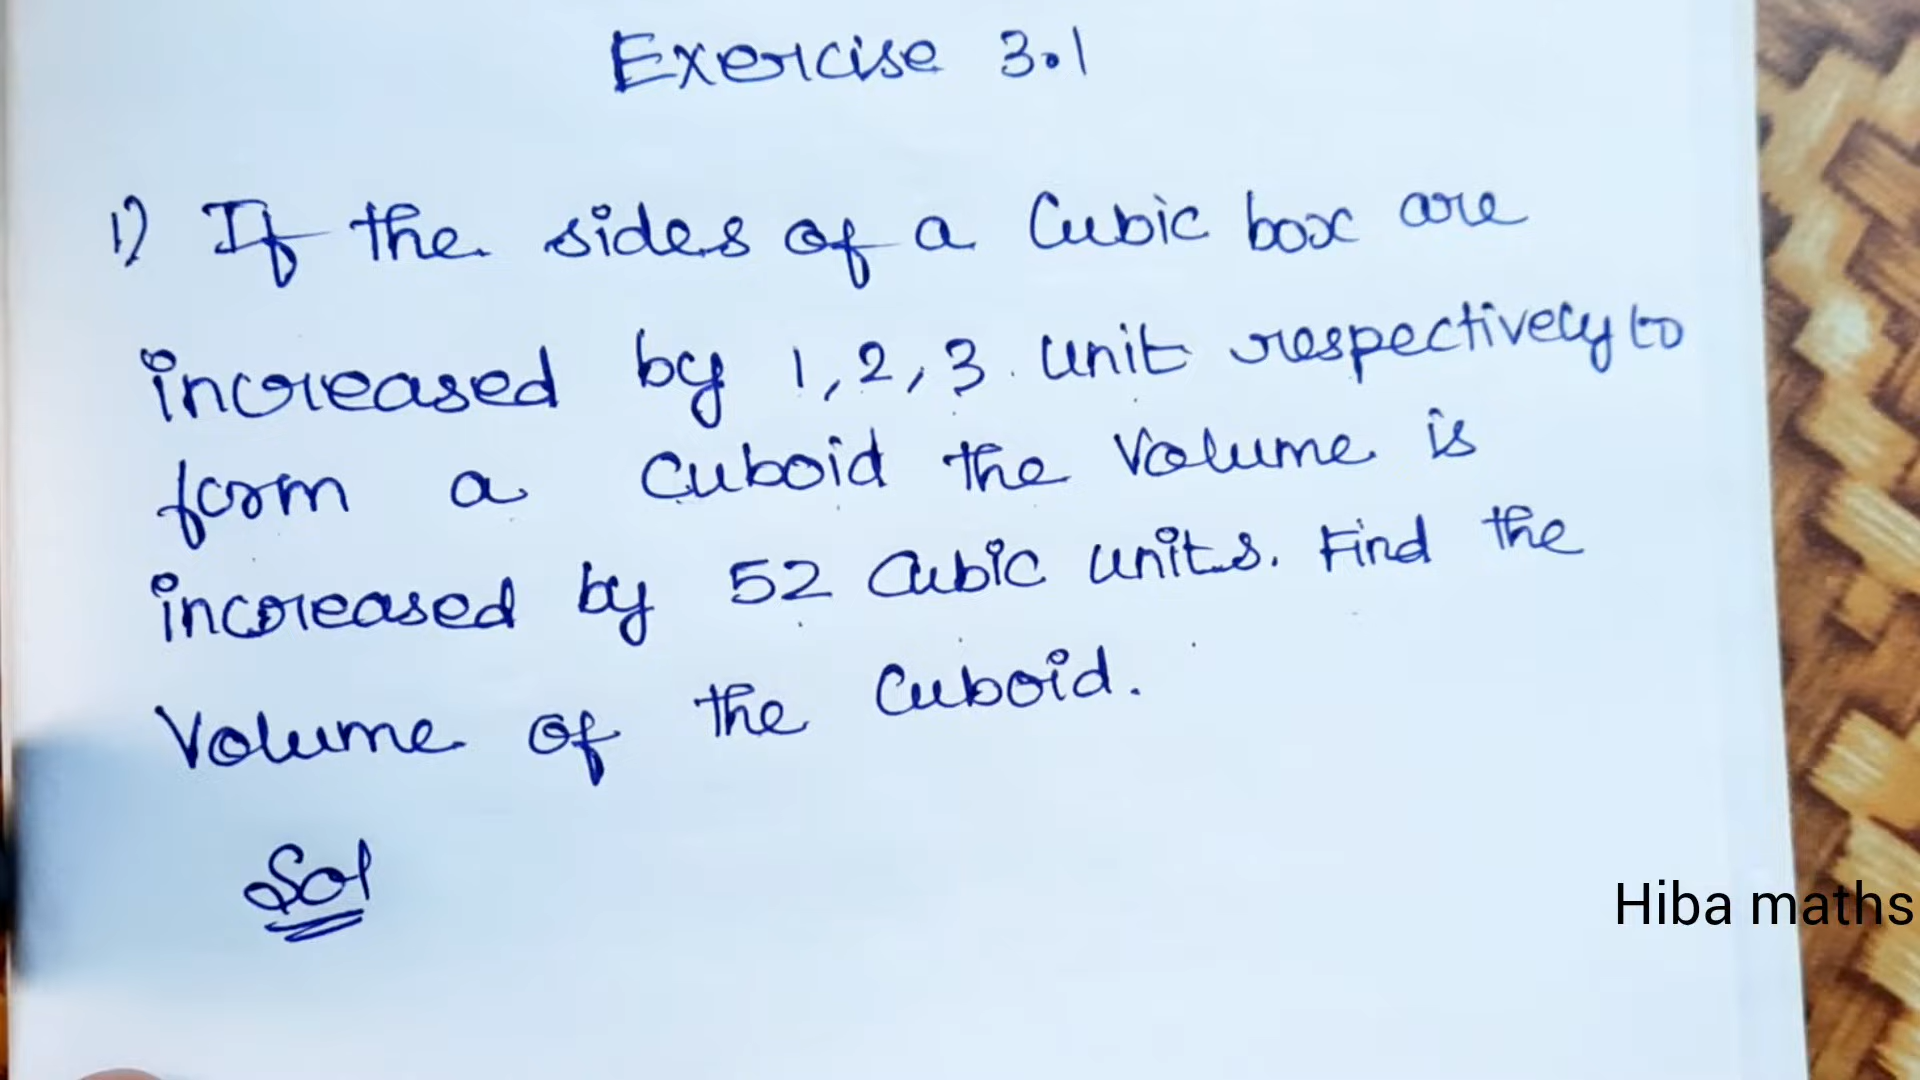 Exercise 3.1
1) If the sides of a Cubic box are
increased by 1, 2, 3 unit respectively to
form a Cuboid the Volume is
increased by 52 Cubic units. Find the
Volume of the Cuboid.
Sol
Hiba maths